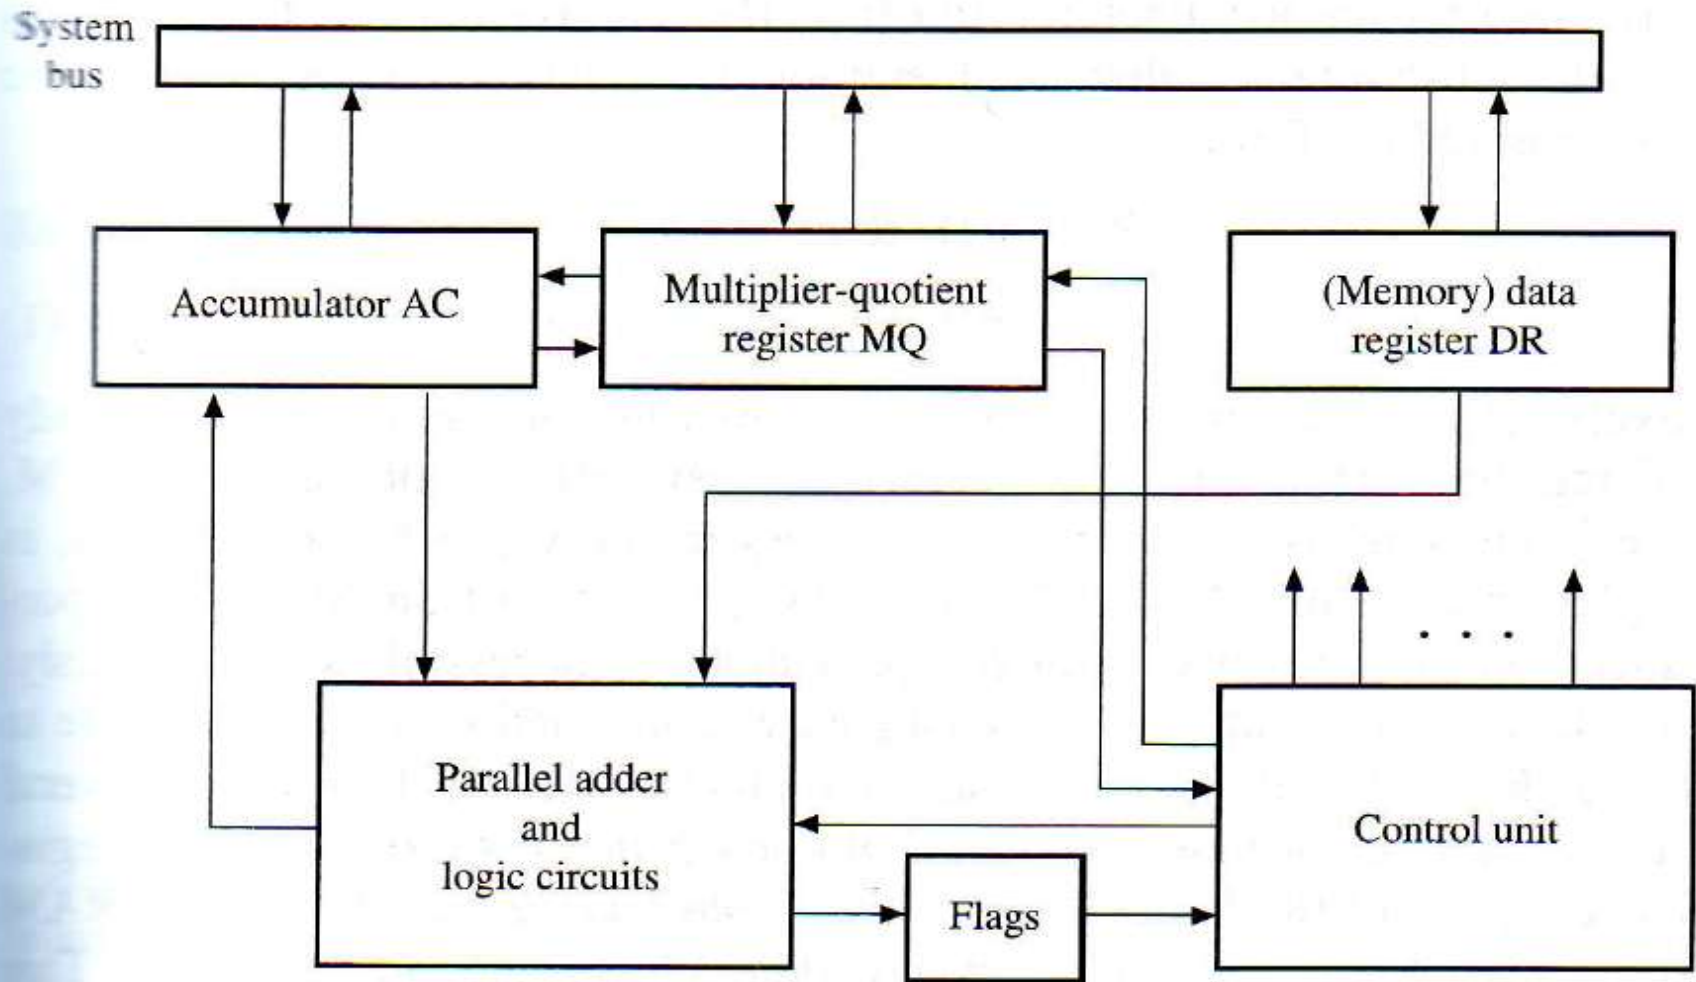 System
bus
Accumulator AC
Multiplier-quotient
register MQ
(Memory) data
register DR
. . .
Parallel adder
and
logic circuits
Control unit
Flags